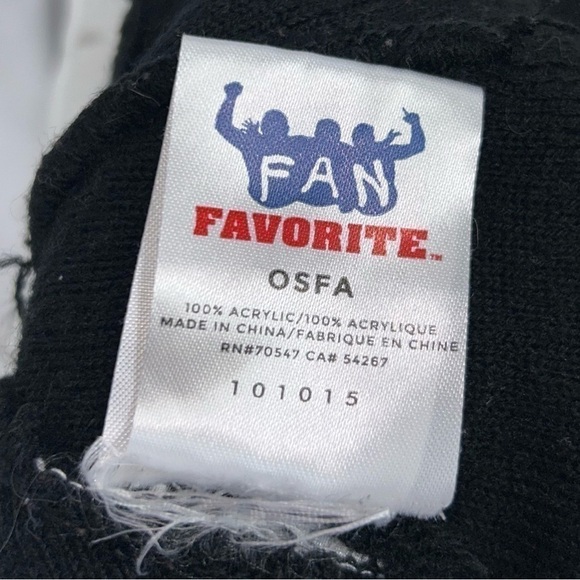 FAN
FAVORITE™
OSFA
100% ACRYLIC/100% ACRYLIQUE
MADE IN CHINA/FABRIQUE EN CHINE
RN#70547 CA# 54267
101015